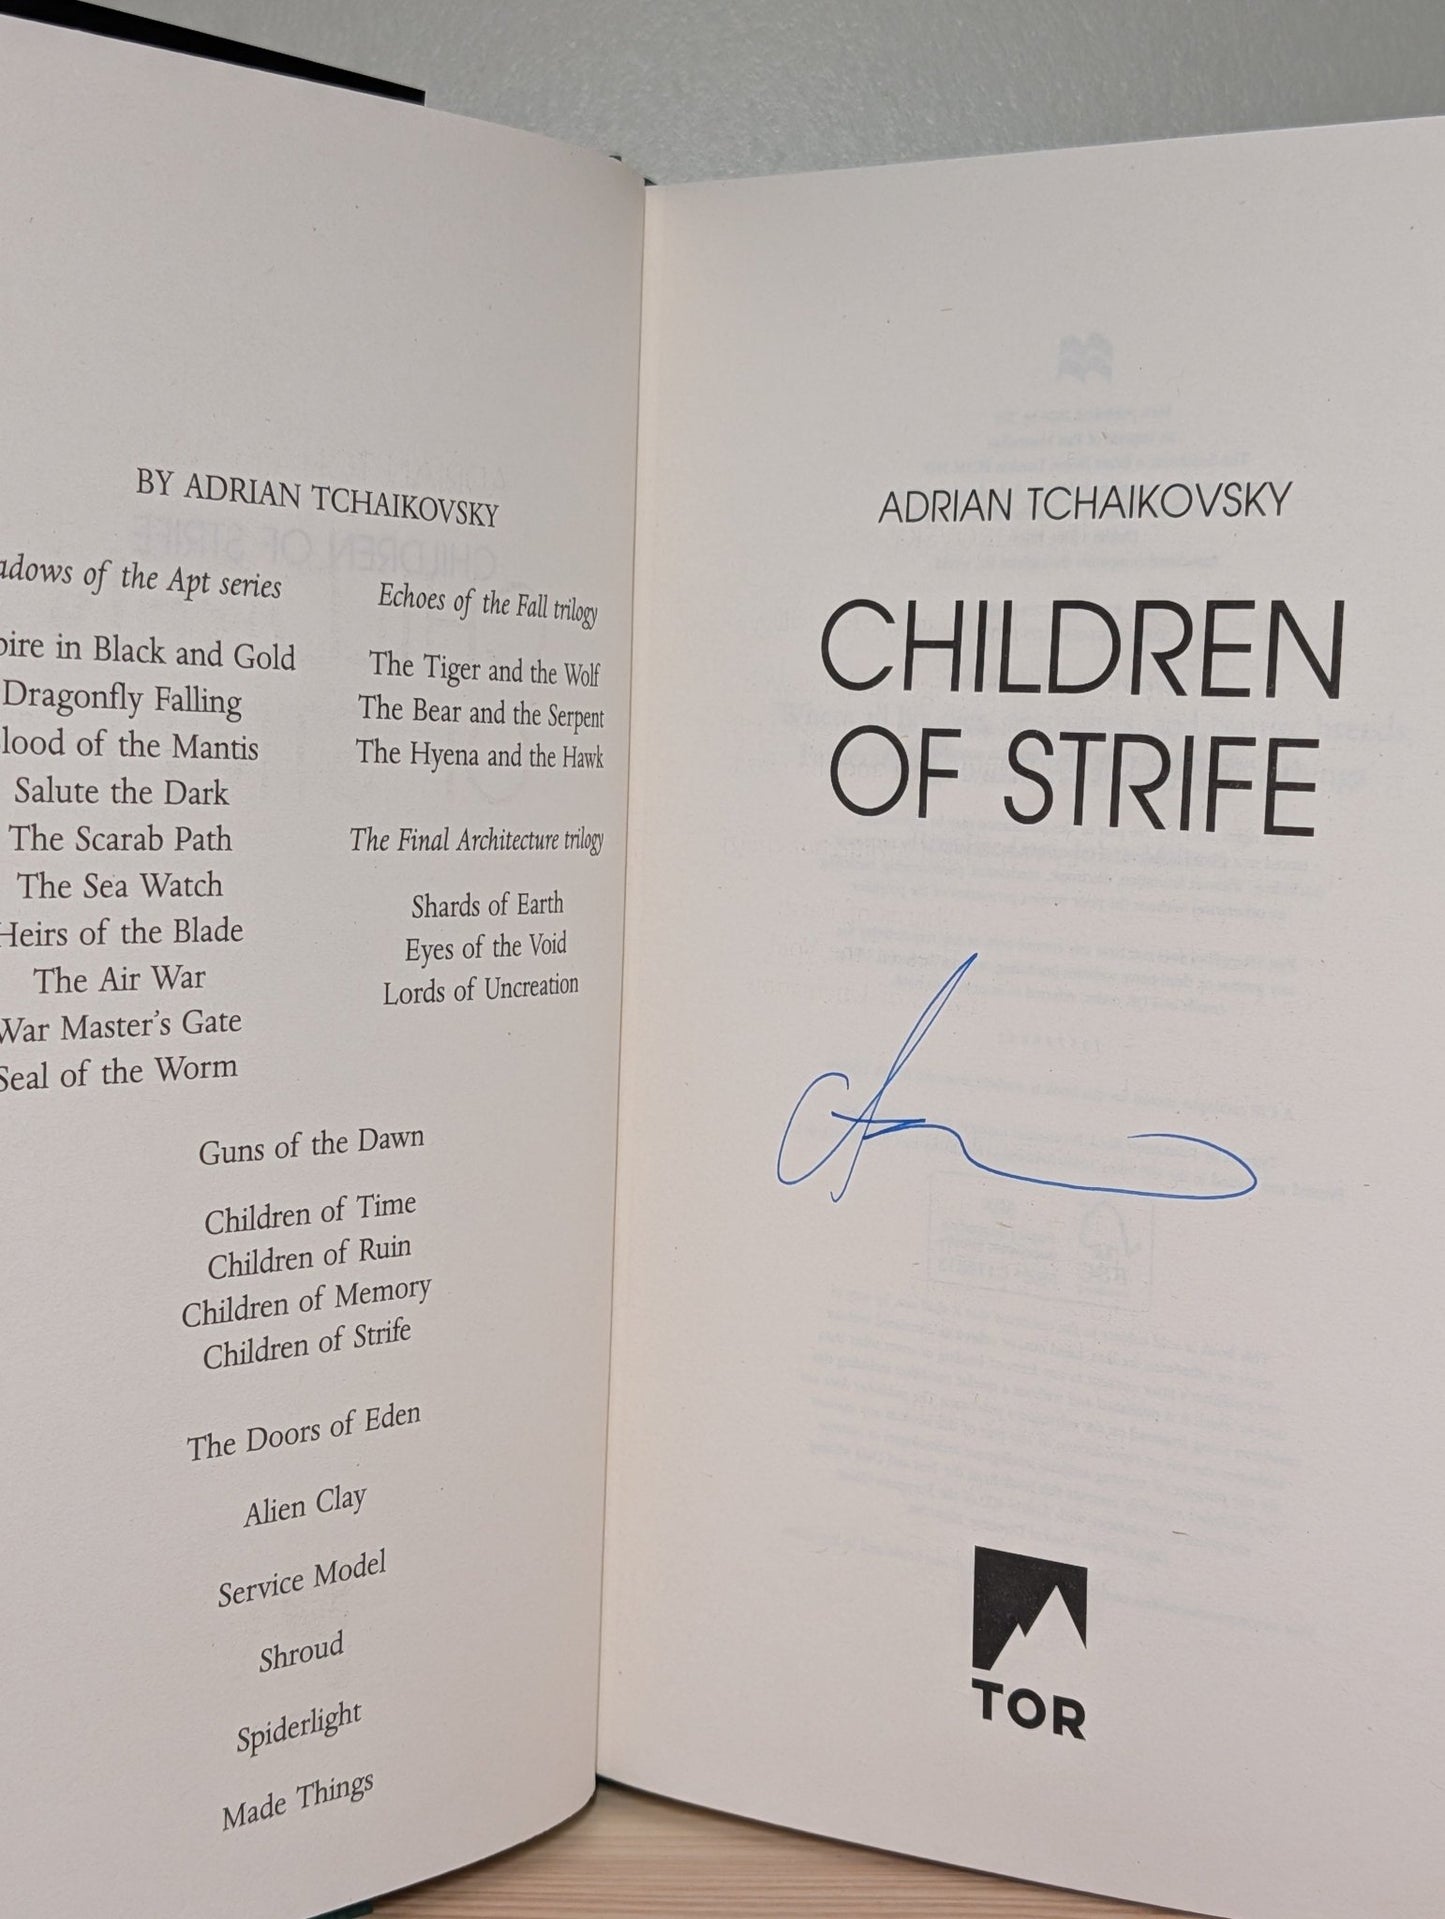 BY ADRIAN TCHAIKOVSKY
of the Apt series
in Black and Gold
Dragonfly Falling
of the Mantis
Salute the Dark
The Scarab Path
The Sea Watch
Heirs of the Blade
The Air War
War Master's Gate
Seal of the Worm
Echoes of the Fall trilogy
The Tiger and the Wolf
The Bear and the Serpent
The Hyena and the Hawk
The Final Architecture trilogy
Shards of Earth
Eyes of the Void
Lords of Uncreation
Guns of the Dawn
Children of Time
Children of Ruin
Children of Memory
Children of Strife
The Doors of Eden
Alien Clay
Service Model
Shroud
Spiderlight
Made Things
ADRIAN TCHAIKOVSKY
CHILDREN
OF STRIFE
TOR